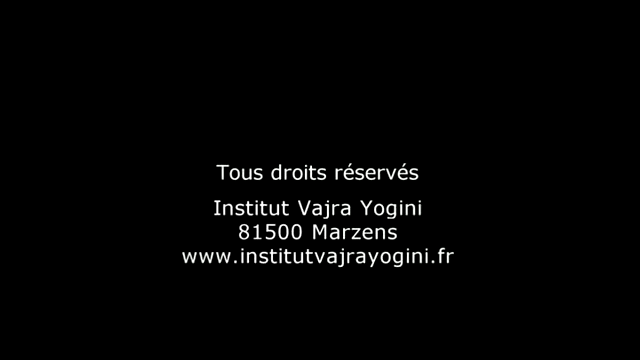 Tous droits réservés
Institut Vajra Yogini
81500 Marzens
www.institutvajrayogini.fr